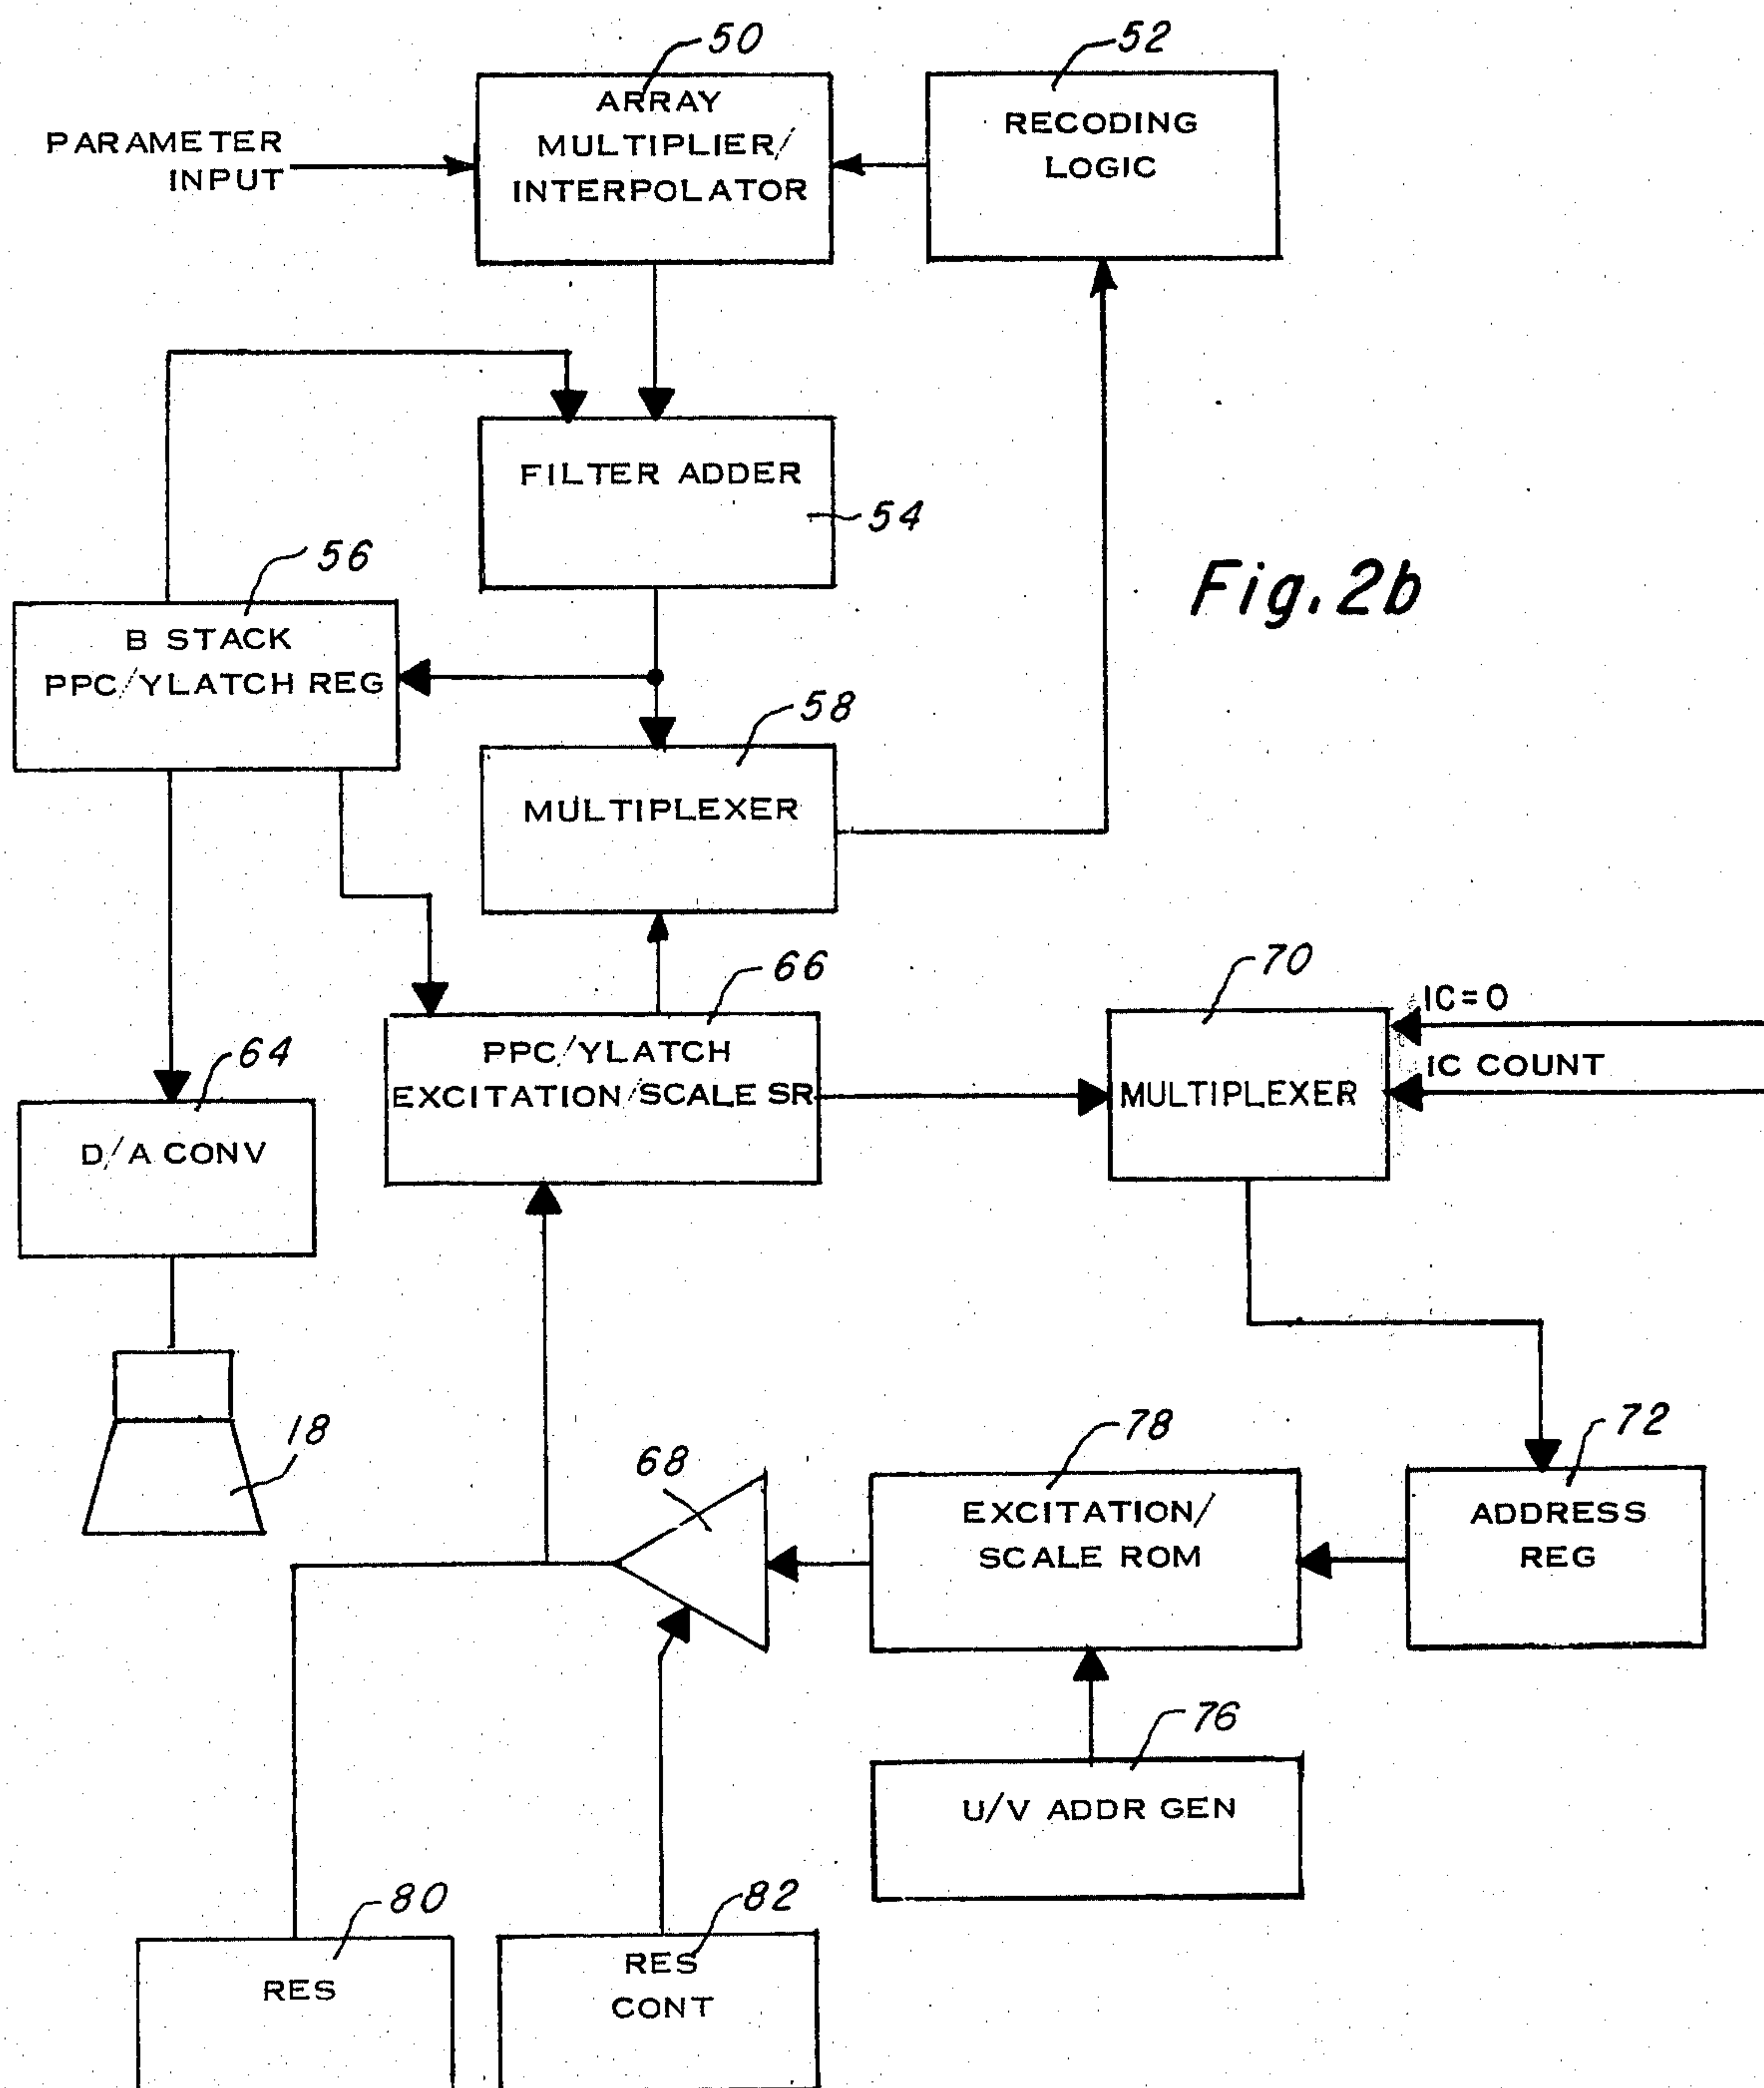 50
52
ARRAY
MULTIPLIER/
INTERPOLATOR
RECODING
LOGIC
PARAMETER
INPUT
FILTER ADDER
54
Fig. 2b
56
B STACK
PPC/YLATCH REG
58
MULTIPLEXER
66
PPC/YLATCH
EXCITATION/SCALE SR
70
MULTIPLEXER
IC=0
IC COUNT
64
D/A CONV
18
68
78
EXCITATION/
SCALE ROM
72
ADDRESS
REG
76
U/V ADDR GEN
80
RES
82
RES
CONT